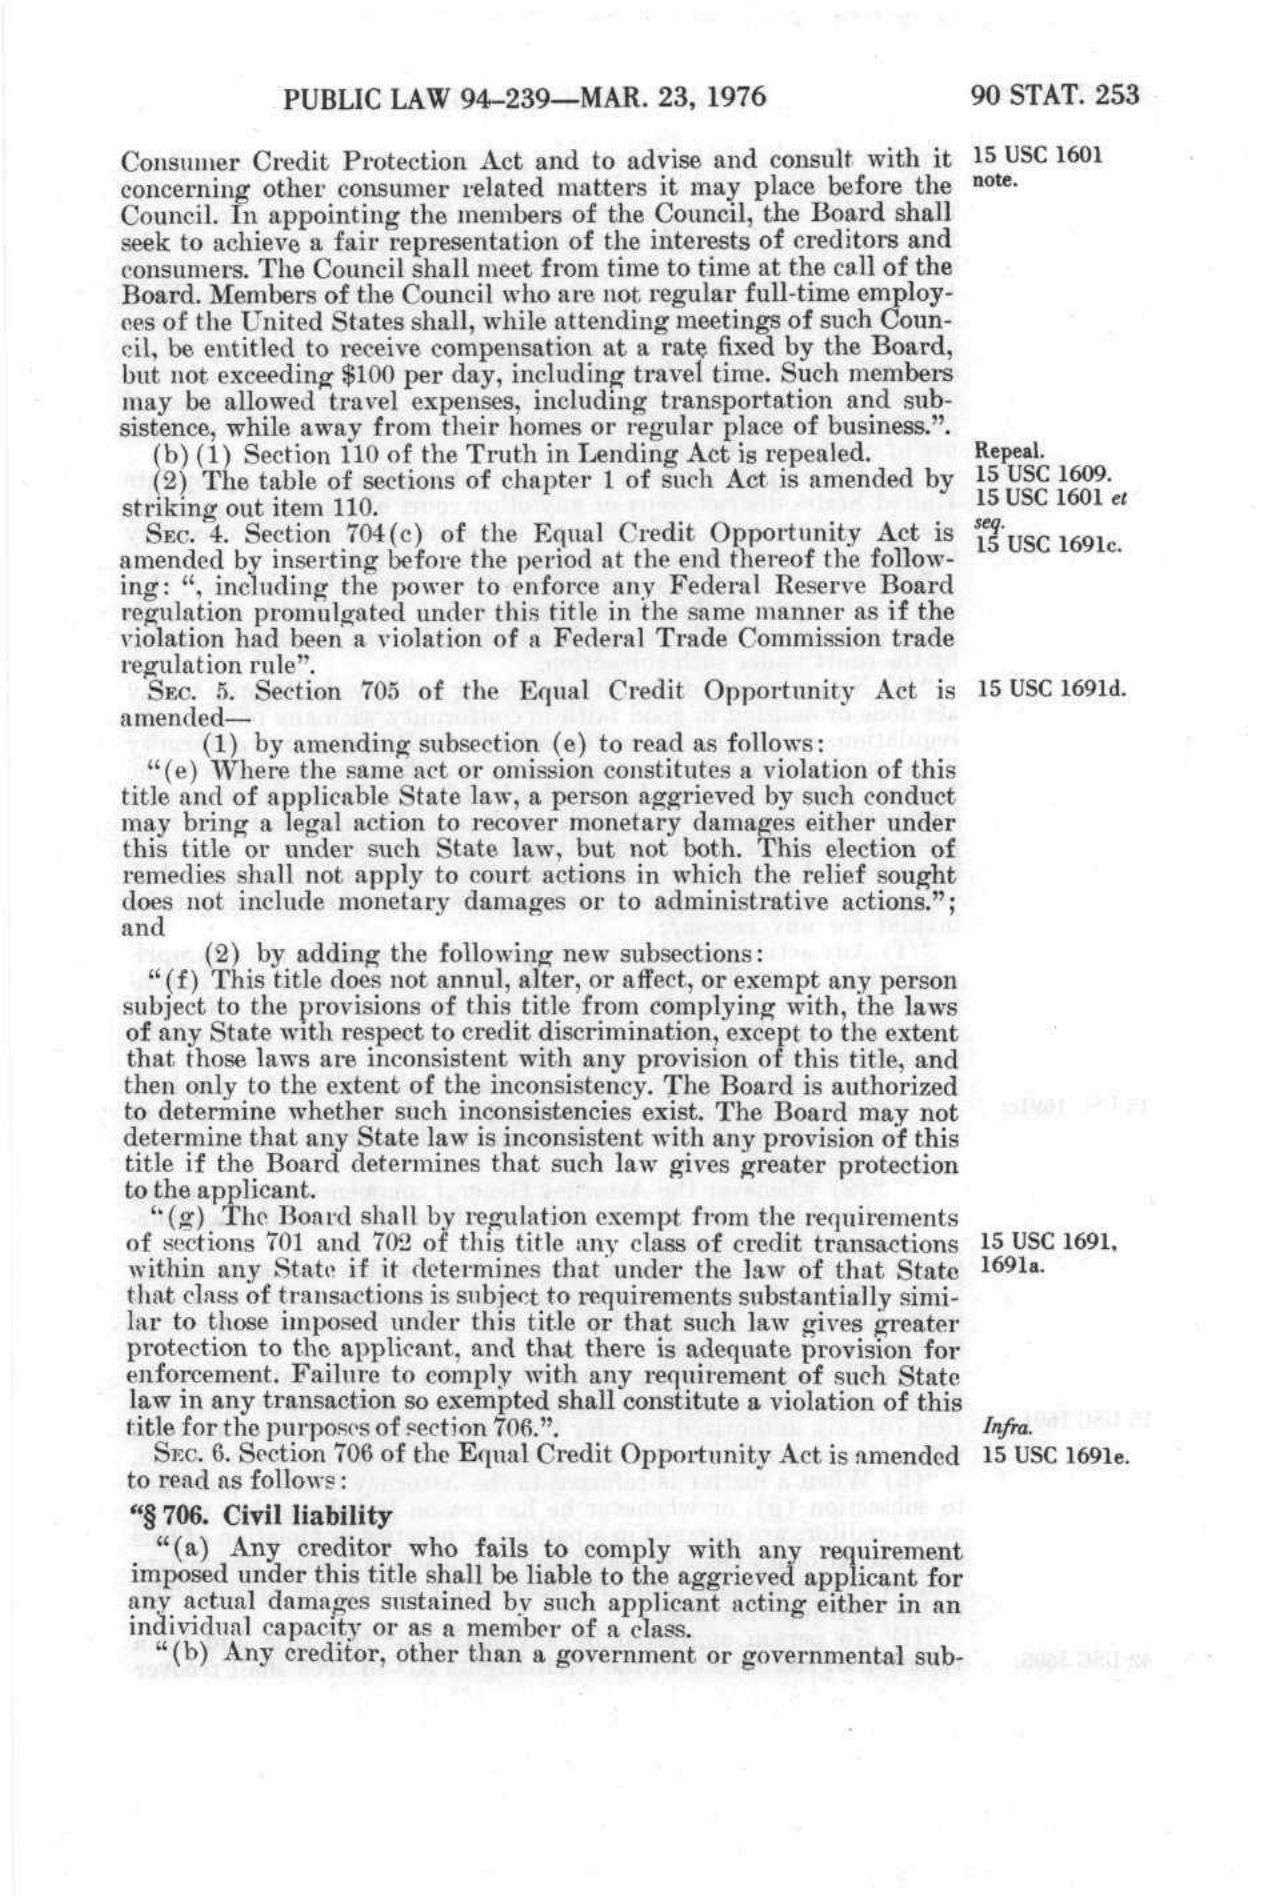 PUBLIC LAW 94–239—MAR. 23, 1976
90 STAT. 253
Consumer Credit Protection Act and to advise and consult with it
concerning other consumer related matters it may place before the
Council. In appointing the members of the Council, the Board shall
seek to achieve a fair representation of the interests of creditors and
consumers. The Council shall meet from time to time at the call of the
Board. Members of the Council who are not regular full-time employ-
ees of the United States shall, while attending meetings of such Coun-
cil, be entitled to receive compensation at a rate fixed by the Board,
but not exceeding $100 per day, including travel time. Such members
may be allowed travel expenses, including transportation and sub-
sistence, while away from their homes or regular place of business.”.
(b) (1) Section 110 of the Truth in Lending Act is repealed.
(2) The table of sections of chapter 1 of such Act is amended by
striking out item 110.
SEC. 4. Section 704(c) of the Equal Credit Opportunity Act is
amended by inserting before the period at the end thereof the follow-
ing: “, including the power to enforce any Federal Reserve Board
regulation promulgated under this title in the same manner as if the
violation had been a violation of a Federal Trade Commission trade
regulation rule”.
SEC. 5. Section 705 of the Equal Credit Opportunity Act is
amended—
(1) by amending subsection (e) to read as follows:
“(e) Where the same act or omission constitutes a violation of this
title and of applicable State law, a person aggrieved by such conduct
may bring a legal action to recover monetary damages either under
this title or under such State law, but not both. This election of
remedies shall not apply to court actions in which the relief sought
does not include monetary damages or to administrative actions.”;
and
(2) by adding the following new subsections:
“(f) This title does not annul, alter, or affect, or exempt any person
subject to the provisions of this title from complying with, the laws
of any State with respect to credit discrimination, except to the extent
that those laws are inconsistent with any provision of this title, and
then only to the extent of the inconsistency. The Board is authorized
to determine whether such inconsistencies exist. The Board may not
determine that any State law is inconsistent with any provision of this
title if the Board determines that such law gives greater protection
to the applicant.
“(g) The Board shall by regulation exempt from the requirements
of sections 701 and 702 of this title any class of credit transactions
within any State if it determines that under the law of that State
that class of transactions is subject to requirements substantially simi-
lar to those imposed under this title or that such law gives greater
protection to the applicant, and that there is adequate provision for
enforcement. Failure to comply with any requirement of such State
law in any transaction so exempted shall constitute a violation of this
title for the purposes of section 706.”.
SEC. 6. Section 706 of the Equal Credit Opportunity Act is amended
to read as follows:
“§ 706. Civil liability
“(a) Any creditor who fails to comply with any requirement
imposed under this title shall be liable to the aggrieved applicant for
any actual damages sustained by such applicant acting either in an
individual capacity or as a member of a class.
“(b) Any creditor, other than a government or governmental sub-
15 USC 1601
note.
Repeal.
15 USC 1609.
15 USC 1601 et
seq.
15 USC 1691c.
15 USC 1691d.
15 USC 1691,
1691a.
Infra.
15 USC 1691e.